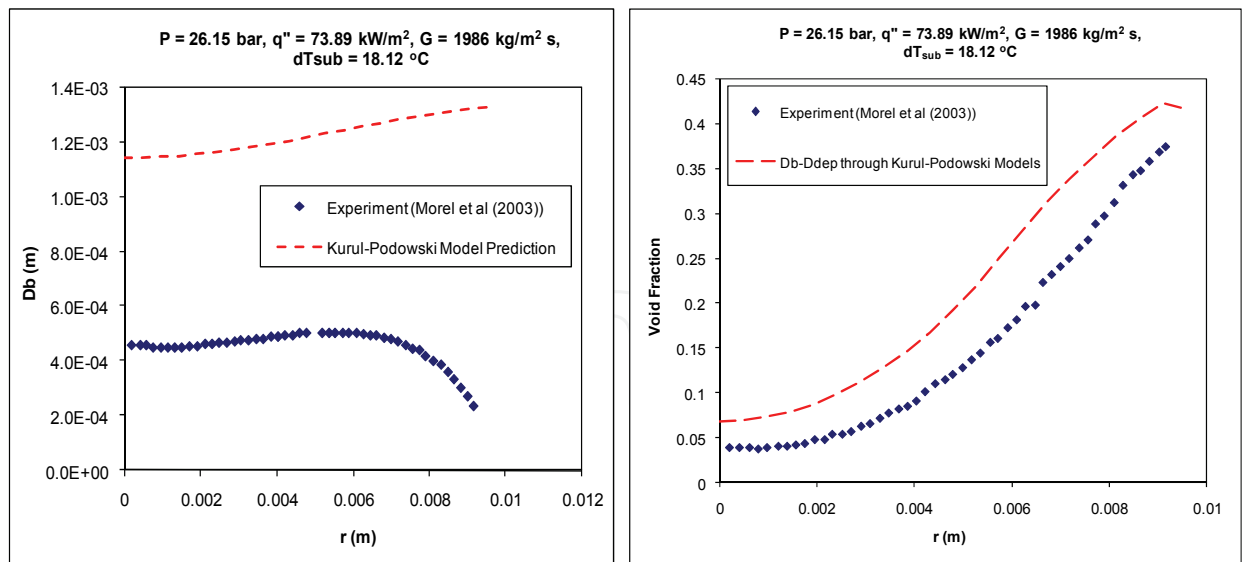 P = 26.15 bar, q" = 73.89 kW/m², G = 1986 kg/m² s,
dTsub = 18.12 °C
1.4E-03
1.2E-03
1.0E-03
8.0E-04
6.0E-04
4.0E-04
2.0E-04
0.0E+00
Db (m)
Experiment (Morel et al (2003))
Kurul-Podowski Model Prediction
0
0.002
0.004
0.006
0.008
0.01
0.012
r (m)
P = 26.15 bar, q" = 73.89 kW/m², G = 1986 kg/m² s,
dTsub = 18.12 °C
0.45
0.4
0.35
0.3
0.25
0.2
0.15
0.1
0.05
0
Void Fraction
Experiment (Morel et al (2003))
Db-Ddep through Kurul-Podowski Models
0
0.002
0.004
0.006
0.008
0.01
r (m)